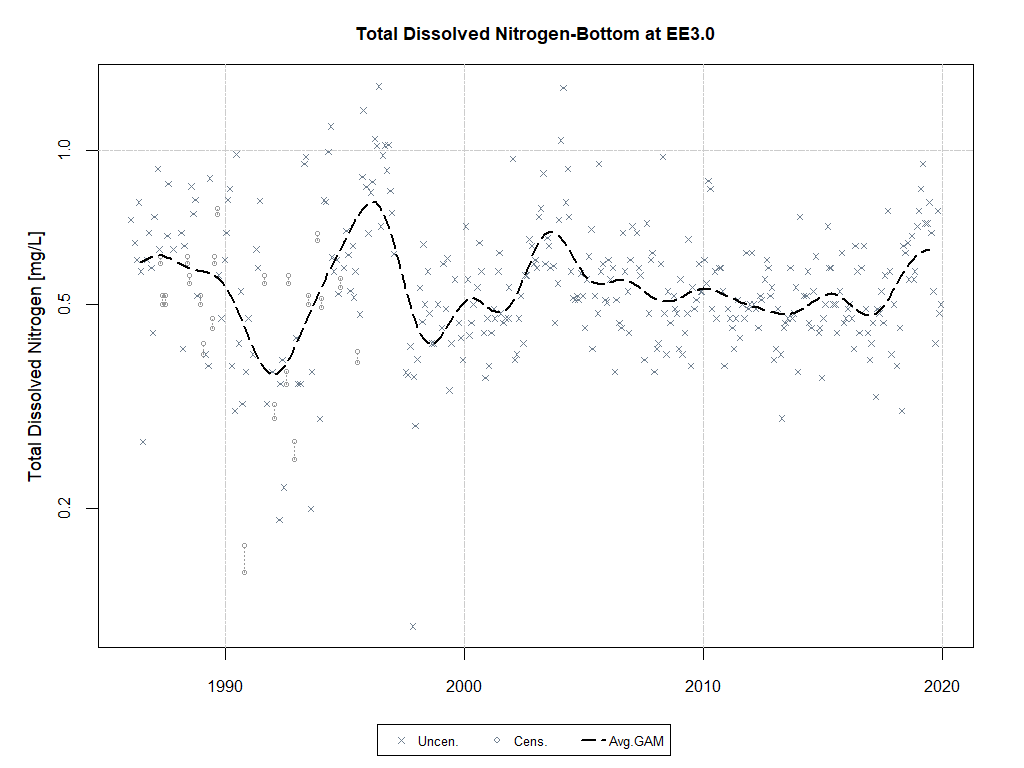 Total Dissolved Nitrogen-Bottom at EE3.0
Total Dissolved Nitrogen [mg/L]
1.0
0.5
0.2
1990 2000 2010 2020
Uncen. Cens. Avg.GAM